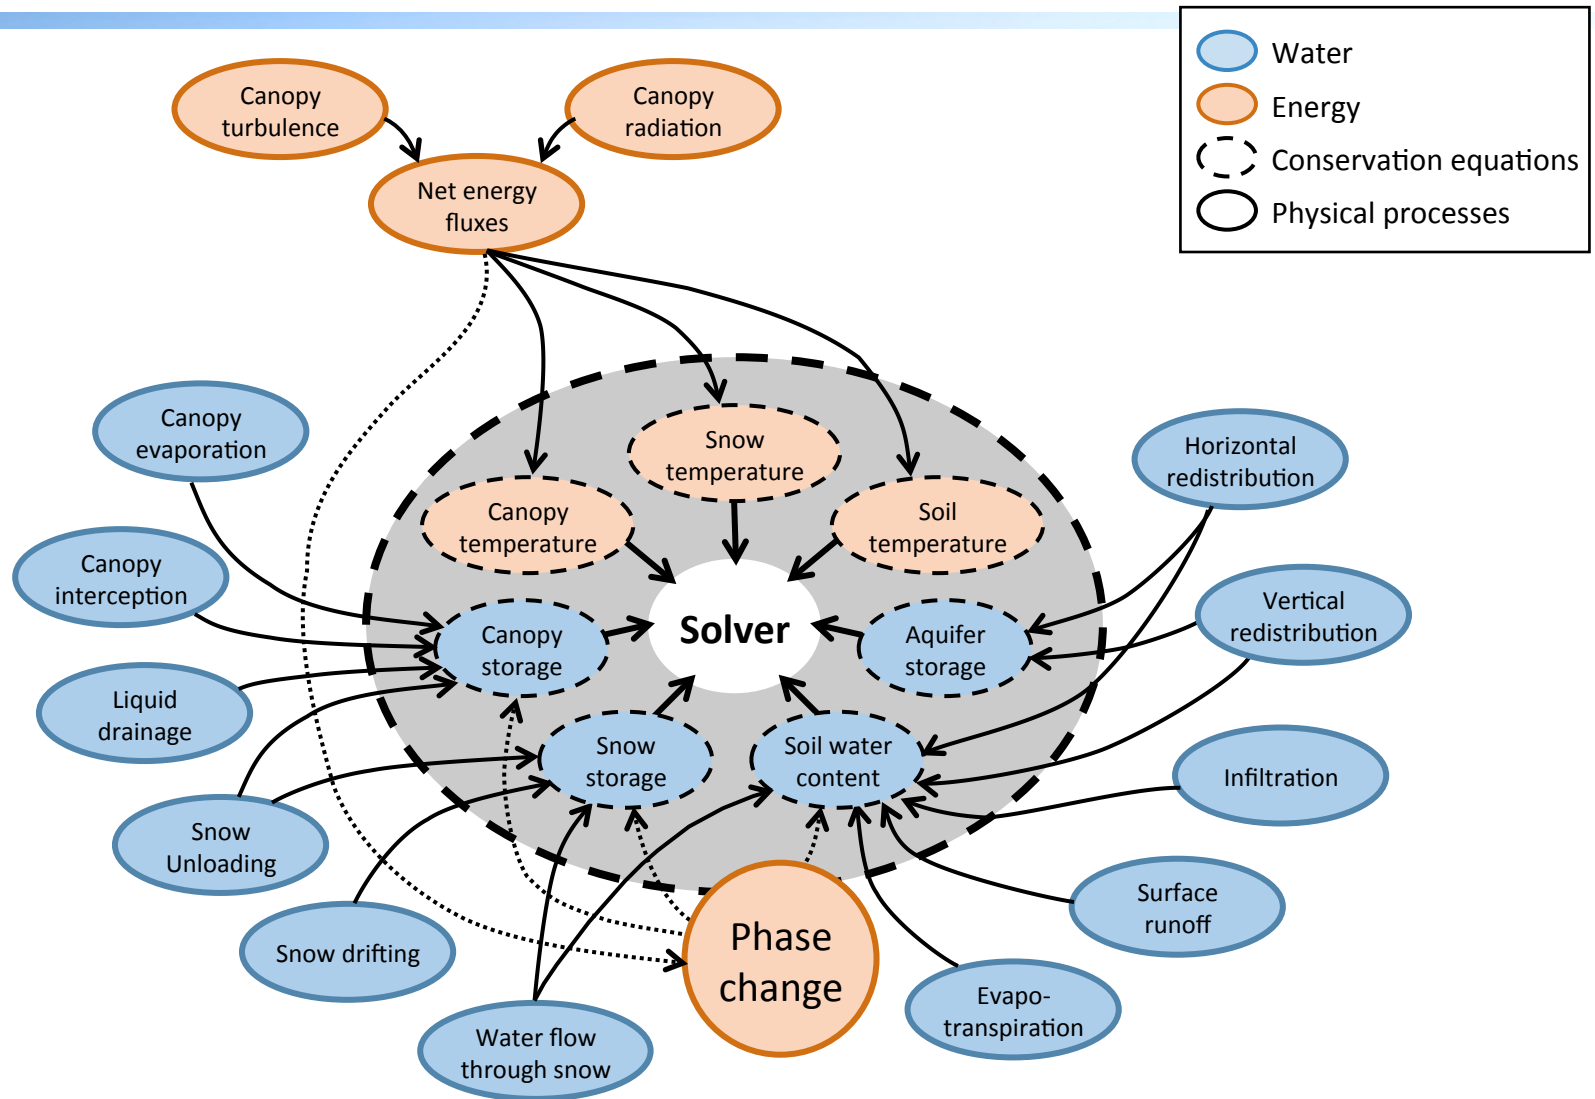 Water
Energy
Conservation equations
Physical processes
Canopy
turbulence
Canopy
radiation
Net energy
fluxes
Canopy
evaporation
Snow
temperature
Horizontal
redistribution
Canopy
temperature
Soil
temperature
Canopy
interception
Vertical
redistribution
Canopy
storage
Solver
Aquifer
storage
Liquid
drainage
Snow
storage
Soil water
content
Infiltration
Snow
Unloading
Surface
runoff
Snow drifting
Phase
change
Evapo-
transpiration
Water flow
through snow